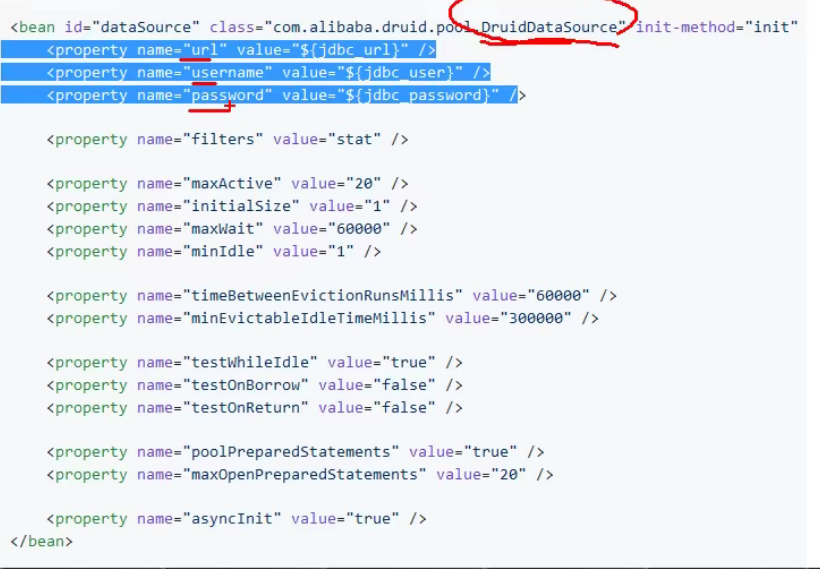 <bean id="dataSource" class="com.alibaba.druid.pool.DruidDataSource" init-method="init"
<property name="url" value="${jdbc_url}" />
<property name="username" value="${jdbc_user}" />
<property name="password" value="${jdbc_password}" />
<property name="filters" value="stat" />
<property name="maxActive" value="20" />
<property name="initialSize" value="1" />
<property name="maxWait" value="60000" />
<property name="minIdle" value="1" />
<property name="timeBetweenEvictionRunsMillis" value="60000" />
<property name="minEvictableIdleTimeMillis" value="300000" />
<property name="testWhileIdle" value="true" />
<property name="testOnBorrow" value="false" />
<property name="testOnReturn" value="false" />
<property name="poolPreparedStatements" value="true" />
<property name="maxOpenPreparedStatements" value="20" />
<property name="asyncInit" value="true" />
</bean>